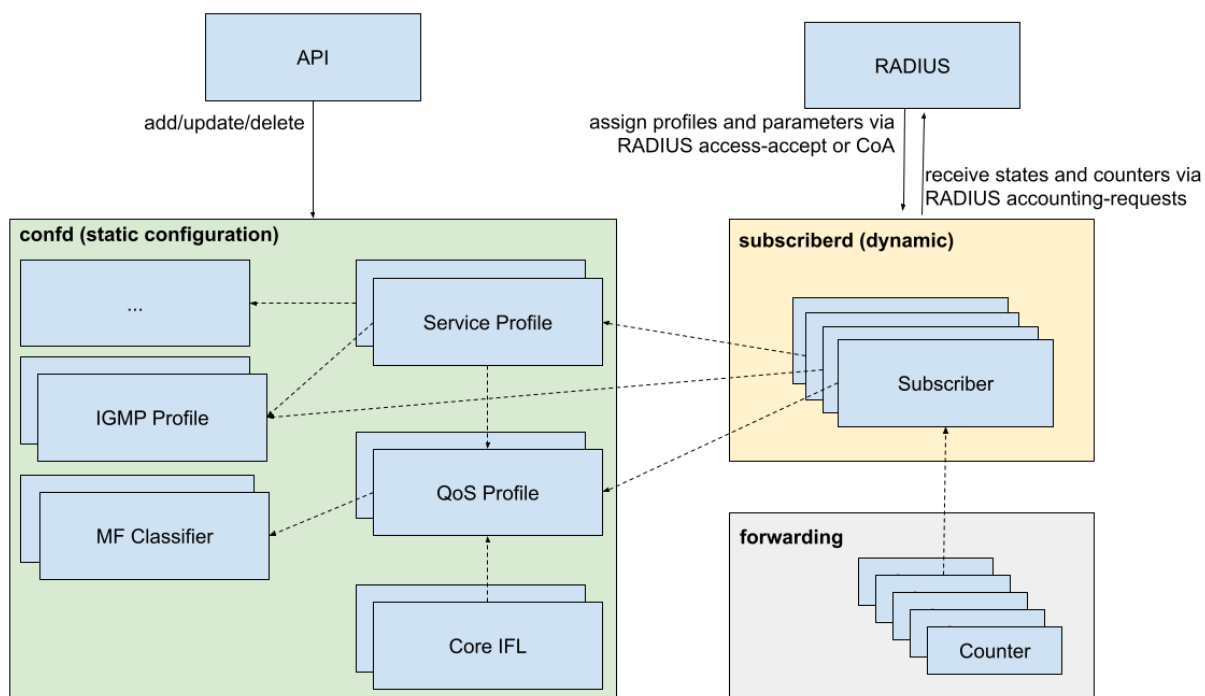 API
RADIUS
add/update/delete
assign profiles and parameters via
RADIUS access-accept or CoA
receive states and counters via
RADIUS accounting-requests
confd (static configuration)
...
Service Profile
IGMP Profile
QoS Profile
MF Classifier
Core IFL
subscriberd (dynamic)
Subscriber
forwarding
Counter